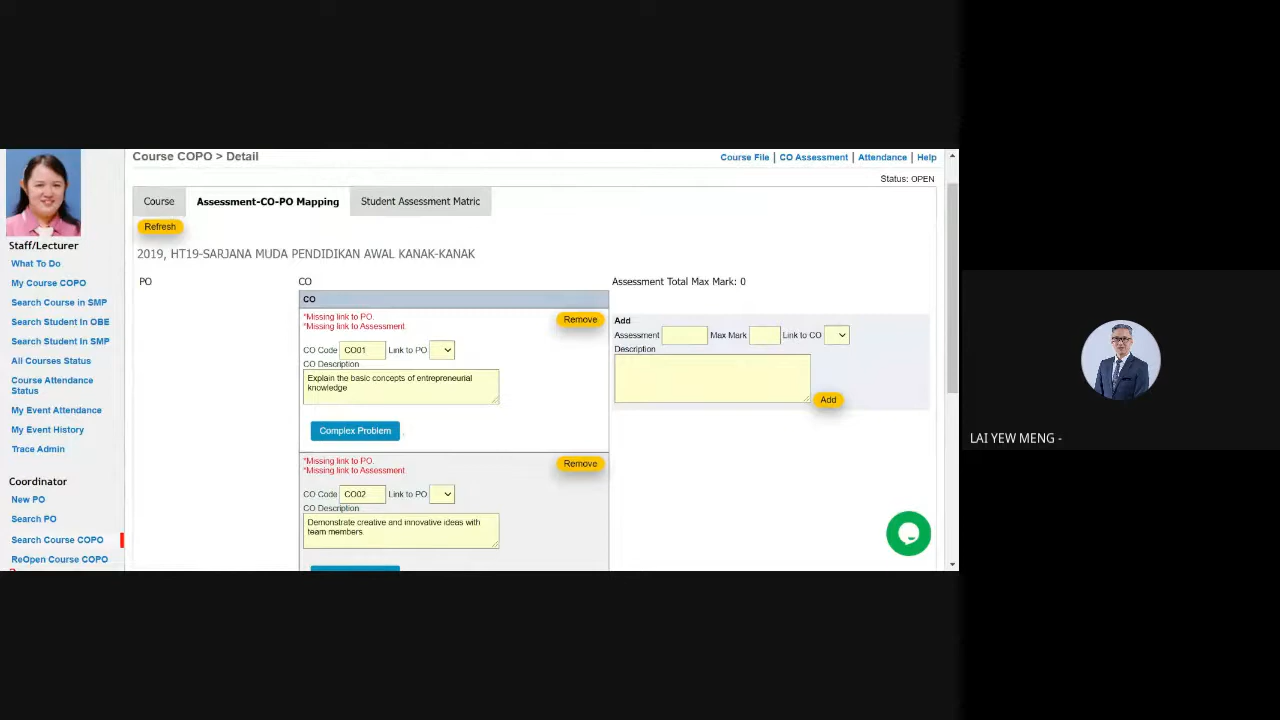 Course COPO > Detail
Course File | CO Assessment | Attendance | Help
Status: OPEN
Course
Assessment-CO-PO Mapping
Student Assessment Matric
Refresh
2019, HT19-SARJANA MUDA PENDIDIKAN AWAL KANAK-KANAK
PO
CO
Assessment Total Max Mark: 0
CO
*Missing link to PO.
*Missing link to Assessment.
Remove
CO Code CO01 Link to PO
CO Description
Explain the basic concepts of entrepreneurial
knowledge
Complex Problem
*Missing link to PO.
*Missing link to Assessment.
Remove
CO Code CO02 Link to PO
CO Description
Demonstrate creative and innovative ideas with
team members.
Add
Assessment Max Mark Link to CO
Description
Add
Staff/Lecturer
What To Do
My Course COPO
Search Course in SMP
Search Student In OBE
Search Student In SMP
All Courses Status
Course Attendance
Status
My Event Attendance
My Event History
Trace Admin
Coordinator
New PO
Search PO
Search Course COPO
ReOpen Course COPO
LAI YEW MENG -